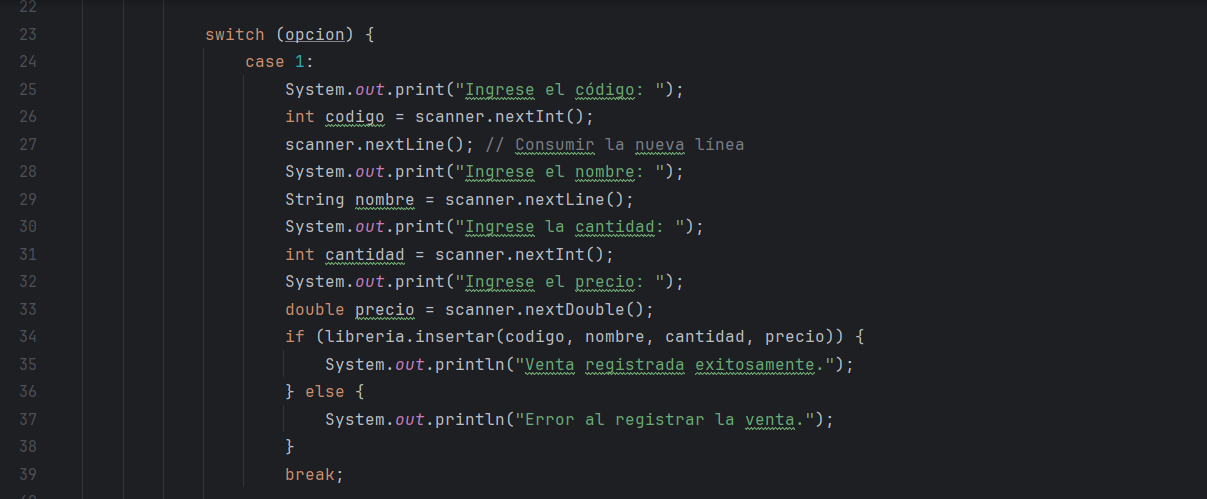 22
23 switch (opcion) {
24 case 1:
25 System.out.print("Ingrese el código: ");
26 int codigo = scanner.nextInt();
27 scanner.nextLine(); // Consumir la nueva línea
28 System.out.print("Ingrese el nombre: ");
29 String nombre = scanner.nextLine();
30 System.out.print("Ingrese la cantidad: ");
31 int cantidad = scanner.nextInt();
32 System.out.print("Ingrese el precio: ");
33 double precio = scanner.nextDouble();
34 if (libreria.insertar(codigo, nombre, cantidad, precio)) {
35 System.out.println("Venta registrada exitosamente.");
36 } else {
37 System.out.println("Error al registrar la venta.");
38 }
39 break;